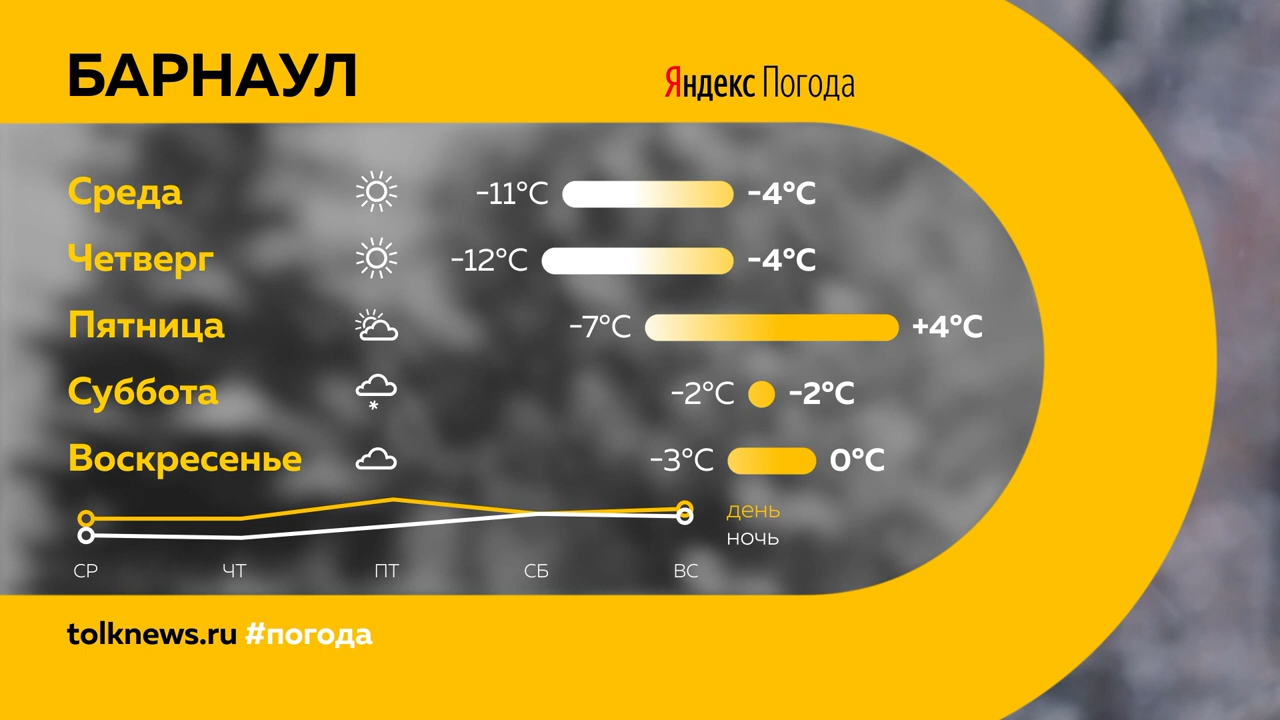 БАРНАУЛ
Яндекс Погода
Среда -11°C -4°C
Четверг -12°C -4°C
Пятница -7°C +4°C
Суббота -2°C -2°C
Воскресенье -3°C 0°C
день
ночь
СР ЧТ ПТ СБ ВС
tolknews.ru #погода